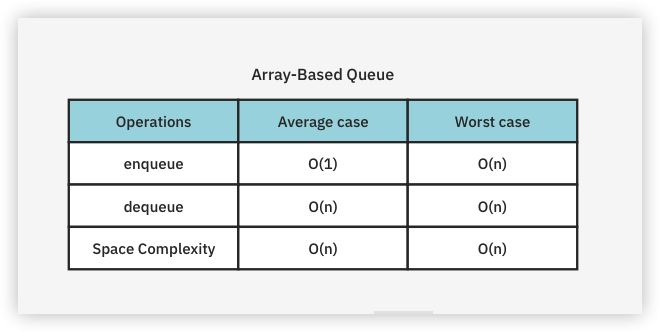 Array-Based Queue
Operations Average case Worst case
enqueue O(1) O(n)
dequeue O(n) O(n)
Space Complexity O(n) O(n)